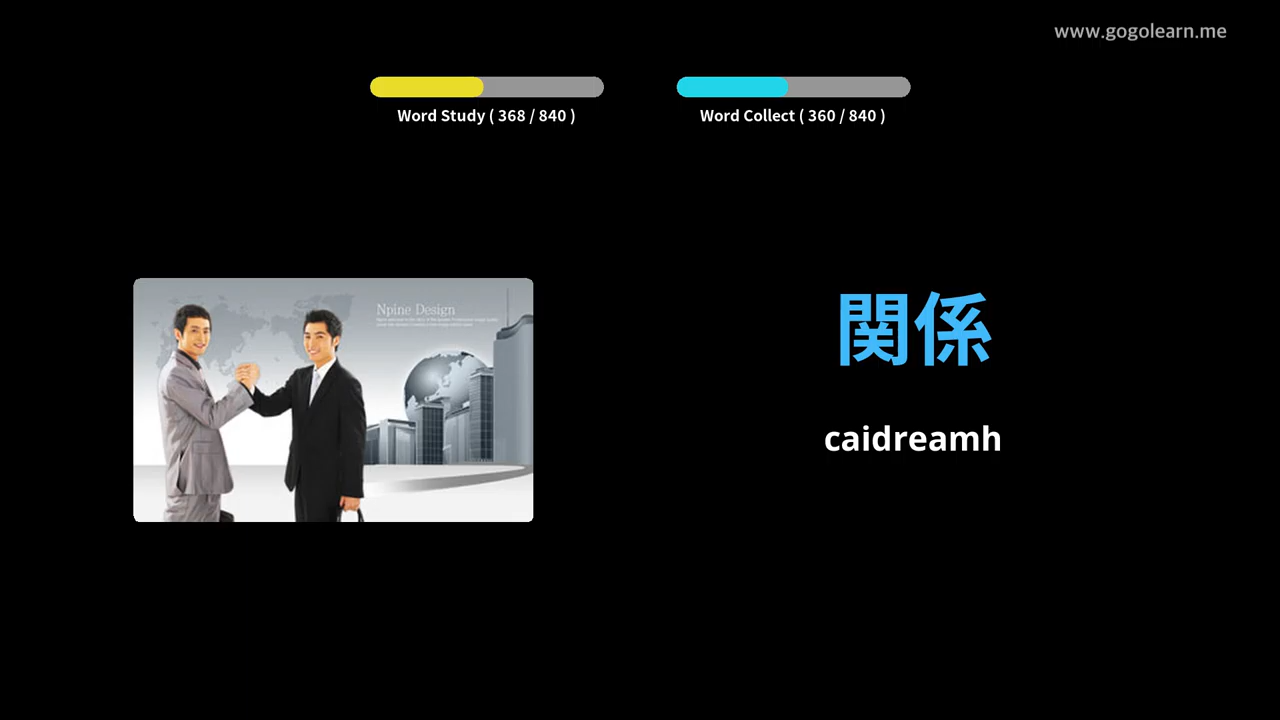 www.gogolearn.me
Word Study ( 368 / 840 )
Word Collect ( 360 / 840 )
Npine Design
関係
caidreamh